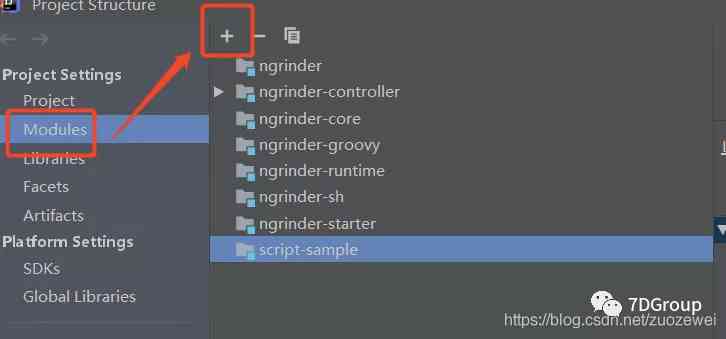 Project Structure
Project Settings
Project
Modules
Libraries
Facets
Artifacts
Platform Settings
SDKs
Global Libraries
ngrinder
ngrinder-controller
ngrinder-core
ngrinder-groovy
ngrinder-runtime
ngrinder-sh
ngrinder-starter
script-sample
7DGroup
https://blog.csdn.net/zuozewei